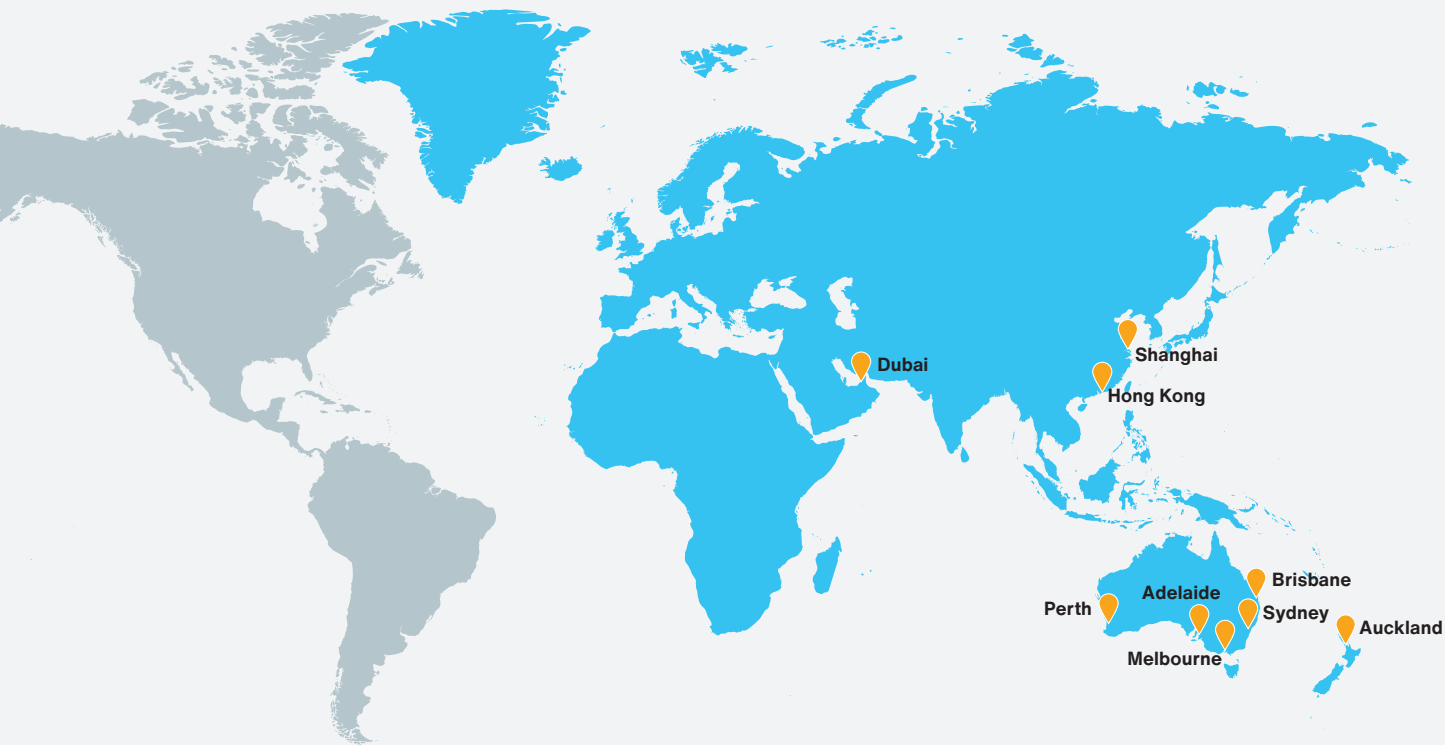 Shanghai
Dubai
Hong Kong
Brisbane
Adelaide
Perth
Sydney
Auckland
Melbourne